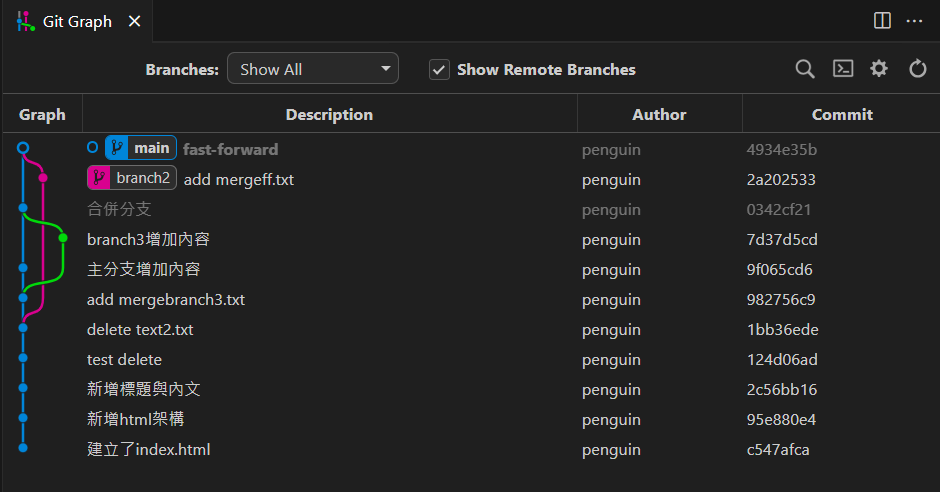 Git Graph
Branches: Show All Show Remote Branches
Graph Description Author Commit
main fast-forward penguin 4934e35b
branch2 add mergeff.txt penguin 2a202533
合併分支 penguin 0342cf21
branch3增加內容 penguin 7d37d5cd
主分支增加內容 penguin 9f065cd6
add mergebranch3.txt penguin 982756c9
delete text2.txt penguin 1bb36ede
test delete penguin 124d06ad
新增標題與內文 penguin 2c56bb16
新增html架構 penguin 95e880e4
建立了index.html penguin c547afca